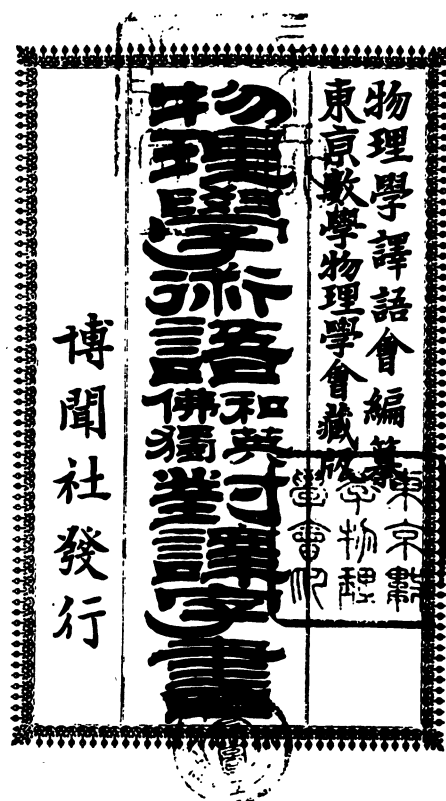 物理學譯語會編纂
東京數學物理學會藏版
物理學術語
和英
佛獨
對譯字書
博聞社發行
東京數
學物理
學會印